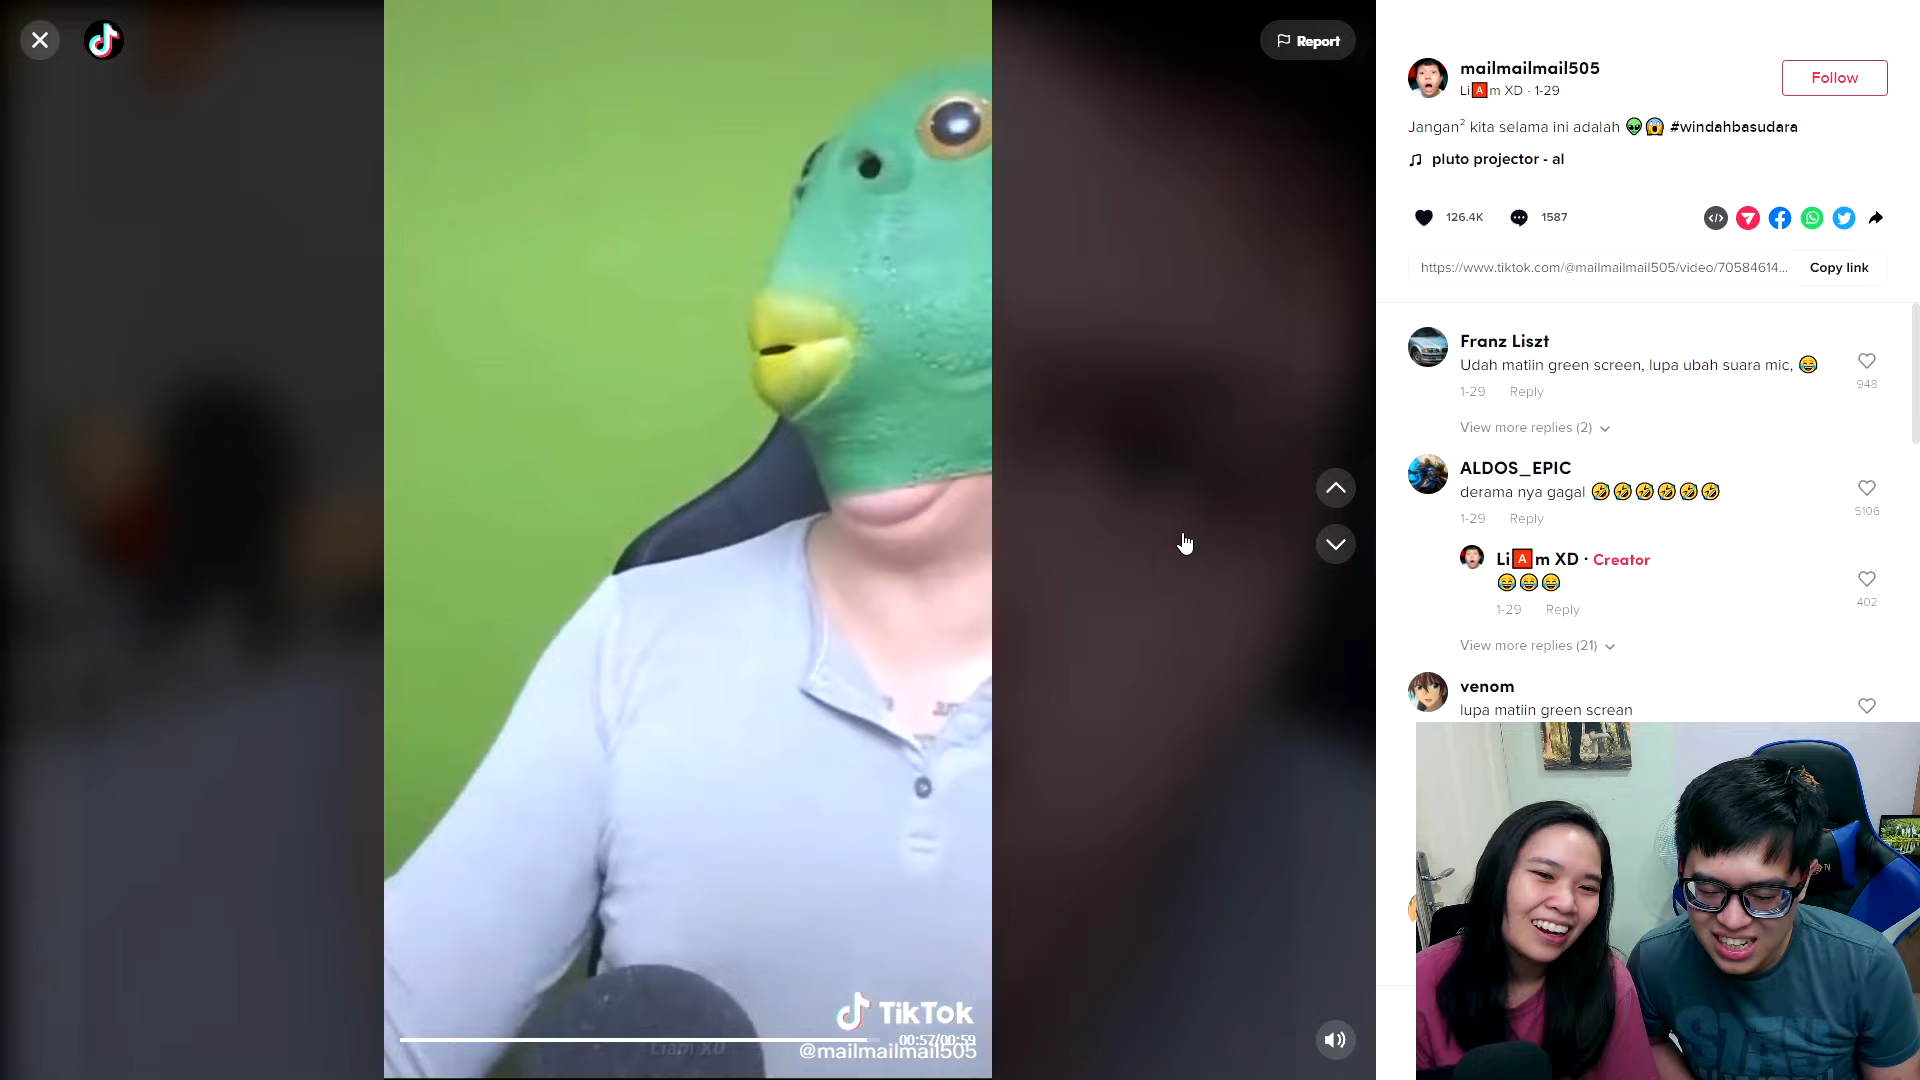 Report
mailmailmail505
Follow
Li🅰m XD · 1-29
Jangan² kita selama ini adalah 👽😱 #windahbasudara
pluto projector - al
126.4K
1587
https://www.tiktok.com/@mailmailmail505/video/70584614...
Copy link
Franz Liszt
Udah matiin green screen, lupa ubah suara mic, 😂
948
1-29 Reply
View more replies (2)
ALDOS_EPIC
derama nya gagal 🤣🤣🤣🤣🤣🤣
5106
1-29 Reply
Li🅰m XD · Creator
😂😂😂
402
1-29 Reply
View more replies (21)
venom
lupa matiin green screan
TikTok
00:57/00:59
@mailmailmail505
Liam XD